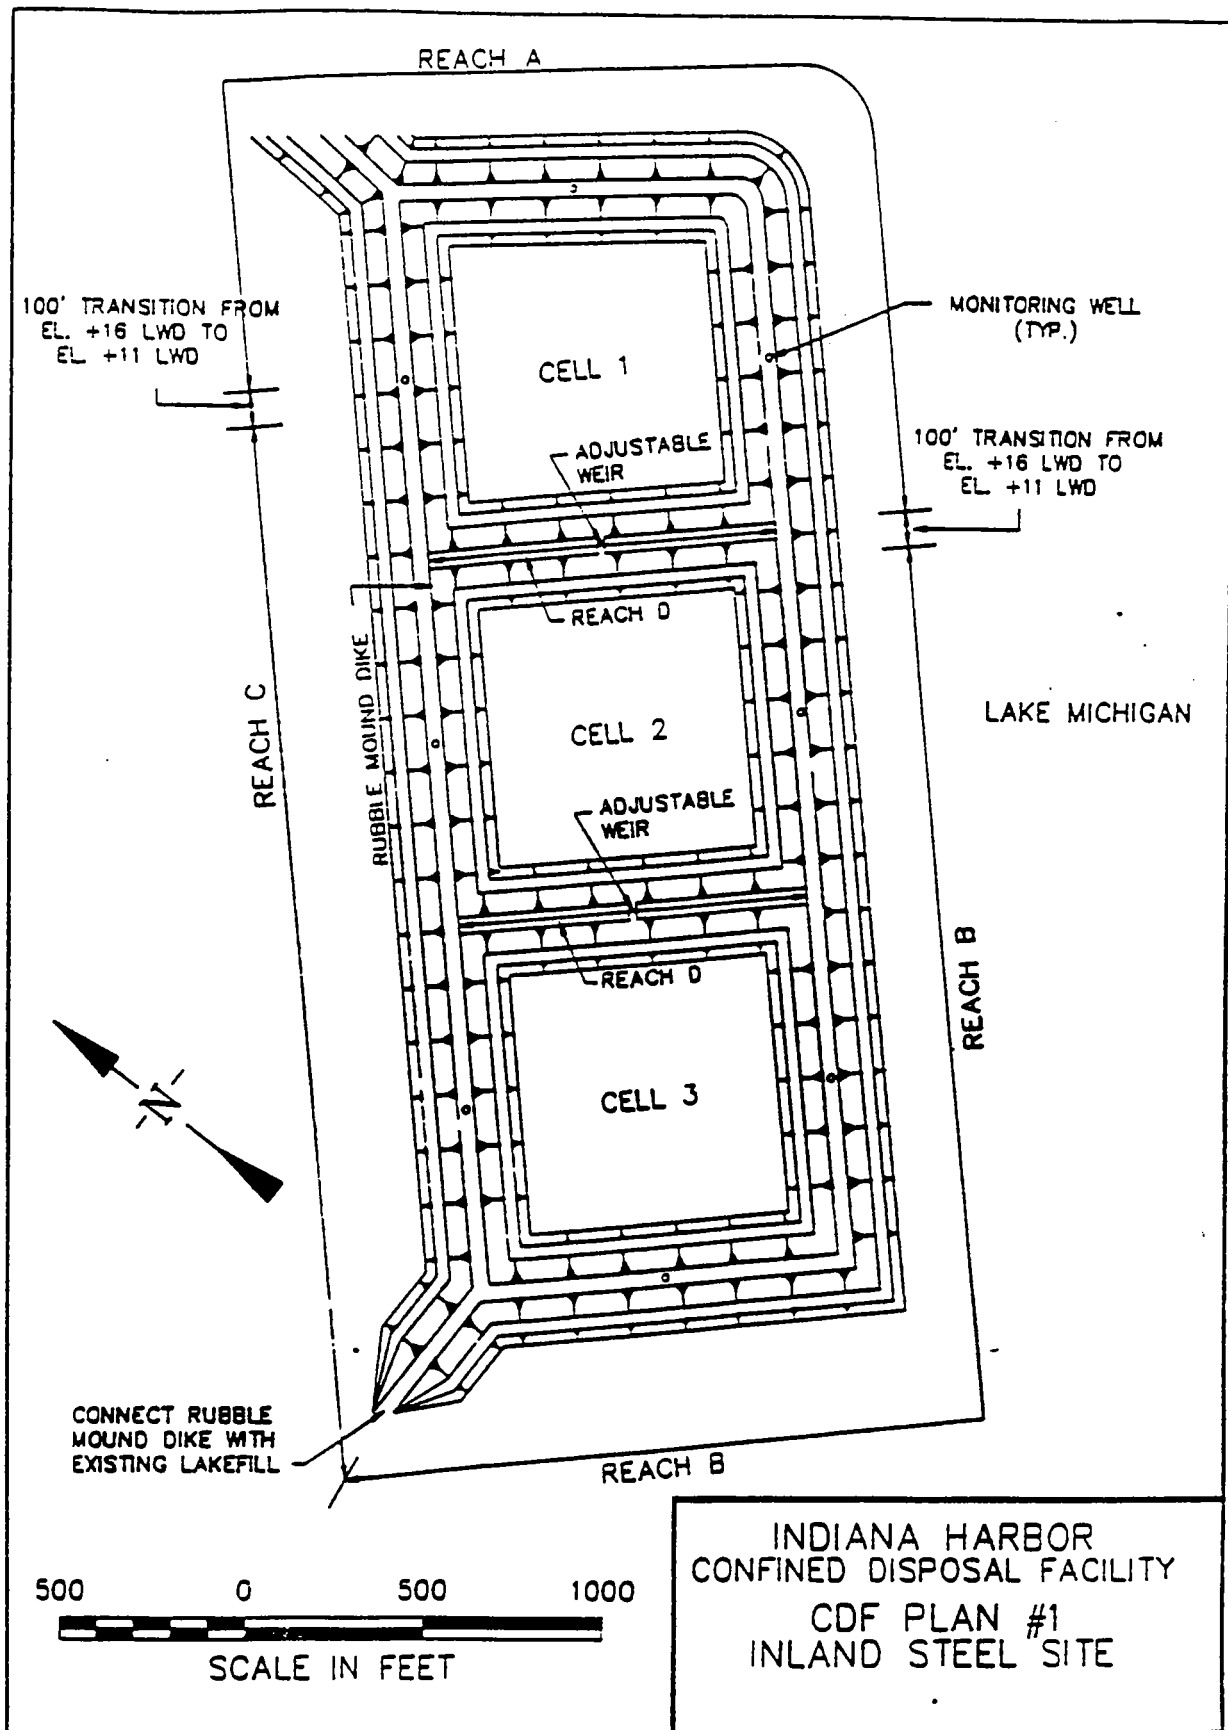 REACH A
100' TRANSITION FROM
EL. +16 LWD TO
EL. +11 LWD
MONITORING WELL
(TYP.)
CELL 1
ADJUSTABLE
WEIR
100' TRANSITION FROM
EL. +16 LWD TO
EL. +11 LWD
REACH D
RUBBLE MOUND DIKE
REACH C
CELL 2
LAKE MICHIGAN
ADJUSTABLE
WEIR
REACH D
REACH B
-N-
CELL 3
CONNECT RUBBLE
MOUND DIKE WITH
EXISTING LAKEFILL
REACH B
500 0 500 1000
SCALE IN FEET
INDIANA HARBOR
CONFINED DISPOSAL FACILITY
CDF PLAN #1
INLAND STEEL SITE